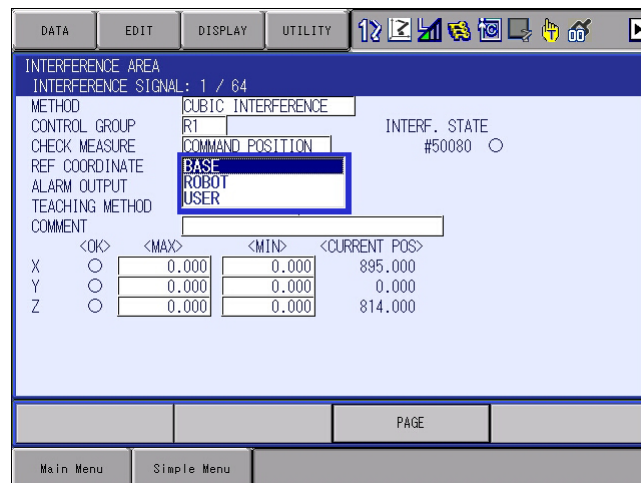 DATA EDIT DISPLAY UTILITY
INTERFERENCE AREA
INTERFERENCE SIGNAL: 1 / 64
METHOD CUBIC INTERFERENCE
CONTROL GROUP R1 INTERF. STATE
CHECK MEASURE COMMAND POSITION #50080
REF COORDINATE BASE
ALARM OUTPUT ROBOT
TEACHING METHOD USER
COMMENT
<OK> <MAX> <MIN> <CURRENT POS>
X 0.000 0.000 895.000
Y 0.000 0.000 0.000
Z 0.000 0.000 814.000
PAGE
Main Menu Simple Menu